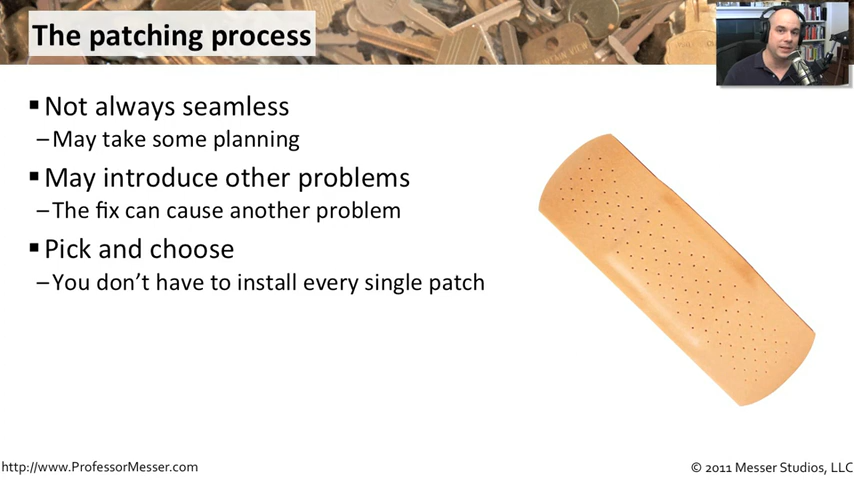 The patching process
▪Not always seamless
–May take some planning
▪May introduce other problems
–The fix can cause another problem
▪Pick and choose
–You don’t have to install every single patch
http://www.ProfessorMesser.com
© 2011 Messer Studios, LLC